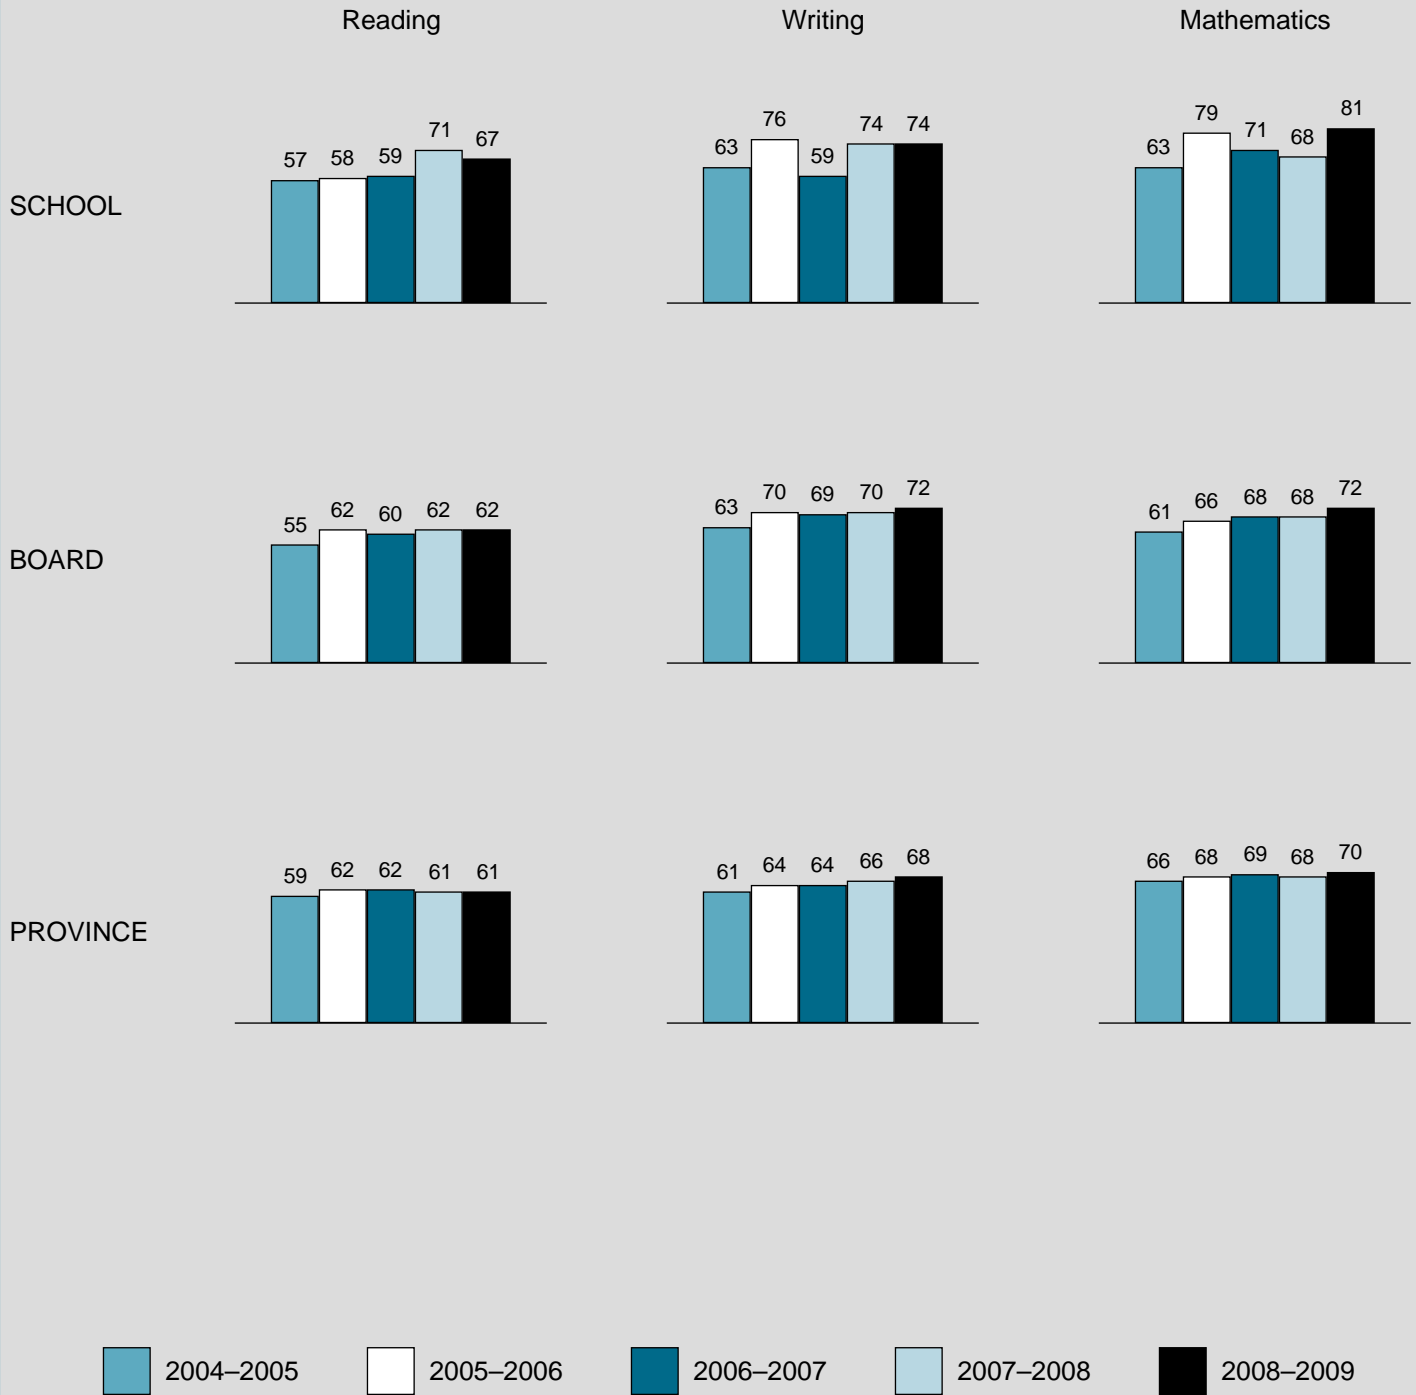 Reading Writing Mathematics
57 58 59 71 67
63 76 59 74 74
63 79 71 68 81
SCHOOL
55 62 60 62 62
63 70 69 70 72
61 66 68 68 72
BOARD
59 62 62 61 61
61 64 64 66 68
66 68 69 68 70
PROVINCE
2004–2005 2005–2006 2006–2007 2007–2008 2008–2009